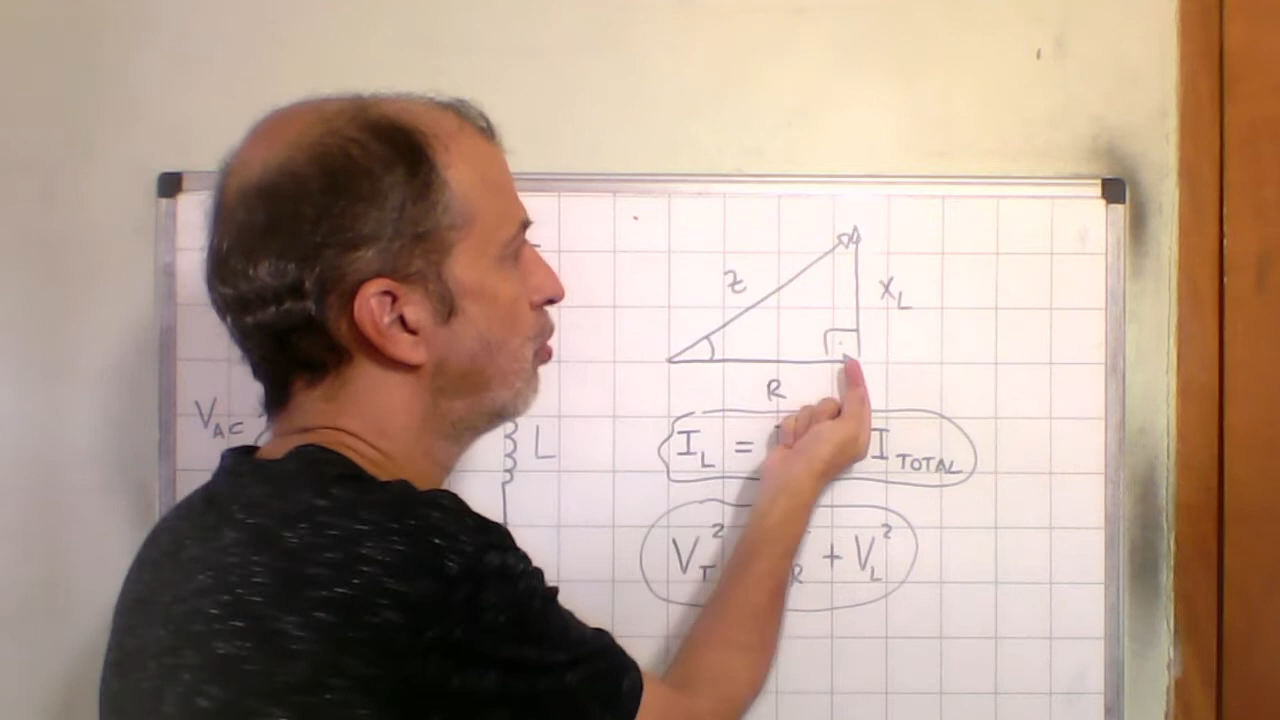 Z
X_L
R
V_AC
L
I_L = I_TOTAL
V_T² R + V_L²